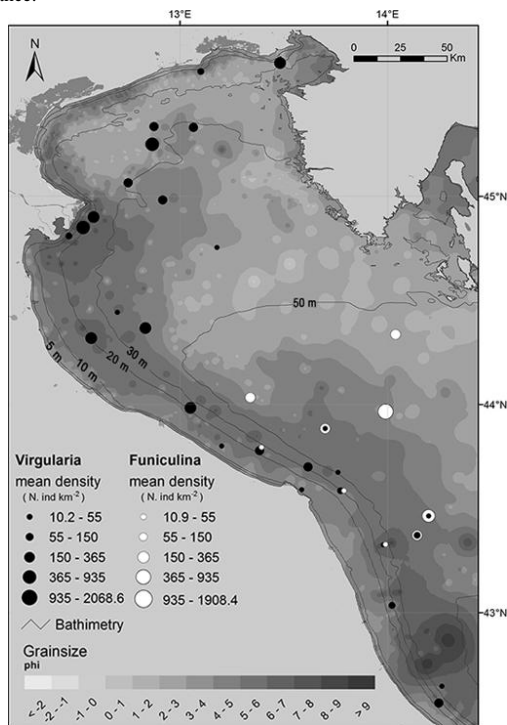 13°E 14°E
N
0 25 50
Km
45°N
50 m
30 m
20 m
10 m
5 m
44°N
Virgularia Funiculina
mean density mean density
( N. ind km-2) ( N. ind km-2)
10.2 - 55 10.9 - 55
55 - 150 55 - 150
150 - 365 150 - 365
365 - 935 365 - 935
935 - 2068.6 935 - 1908.4
Bathimetry
43°N
Grainsize
phi
< -2 -2 - -1 -1 - 0 0 - 1 1 - 2 2 - 3 3 - 4 4 - 5 5 - 6 6 - 7 7 - 8 8 - 9 > 9